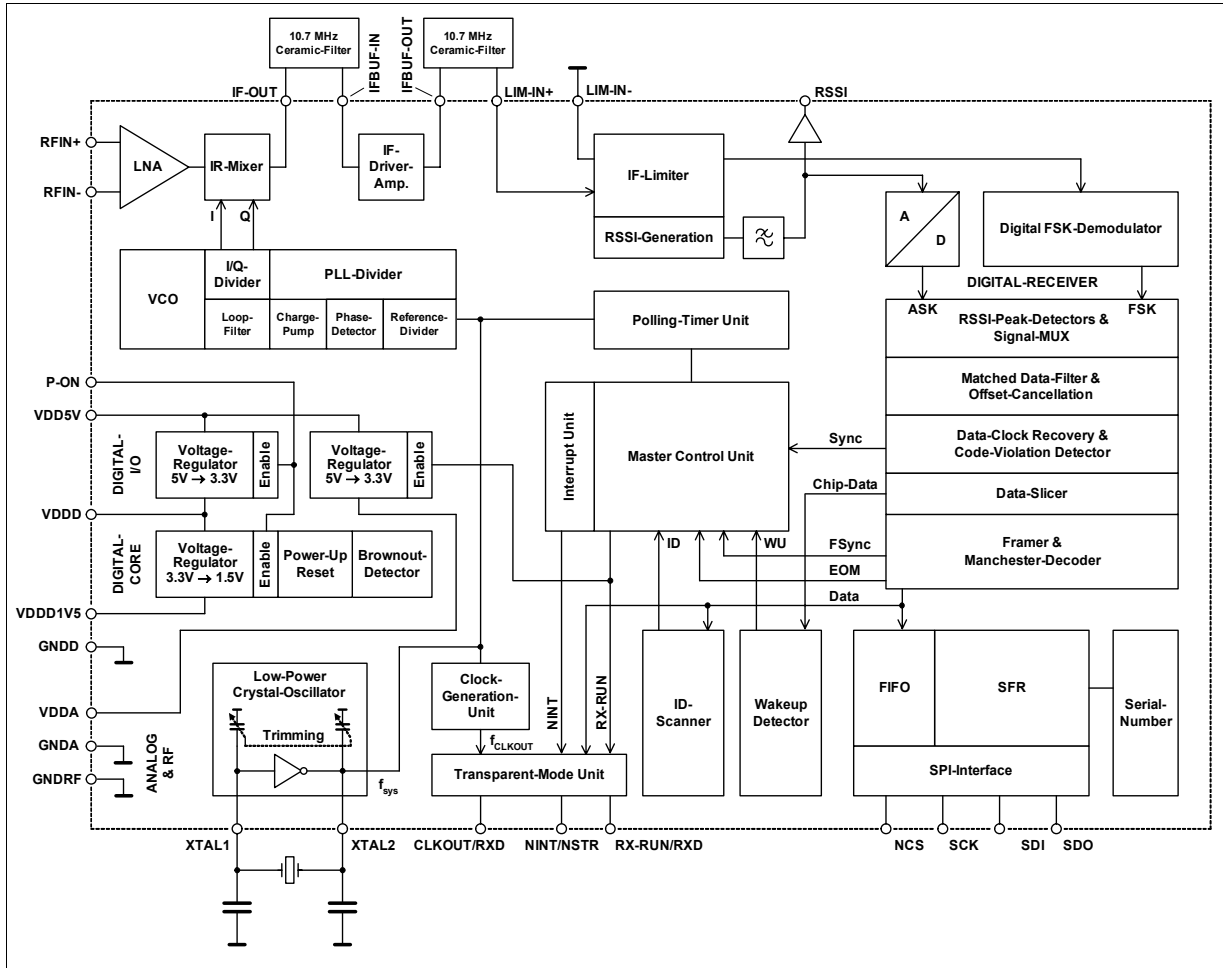 10.7 MHz
Ceramic-Filter
IFBUF-IN
IFBUF-OUT
10.7 MHz
Ceramic-Filter
IF-OUT
LIM-IN+
LIM-IN-
RSSI
RFIN+
RFIN-
LNA
IR-Mixer
IF-
Driver-
Amp.
IF-Limiter
RSSI-Generation
A
D
Digital FSK-Demodulator
I
Q
VCO
I/Q-
Divider
PLL-Divider
Loop-
Filter
Charge-
Pump
Phase-
Detector
Reference-
Divider
Polling-Timer Unit
DIGITAL-RECEIVER
ASK
FSK
RSSI-Peak-Detectors &
Signal-MUX
Matched Data-Filter &
Offset-Cancellation
Data-Clock Recovery &
Code-Violation Detector
Data-Slicer
Framer &
Manchester-Decoder
P-ON
VDD5V
VDDD
VDDD1V5
GNDD
VDDA
GNDA
GNDRF
DIGITAL-
I/O
Voltage-
Regulator
5V → 3.3V
Enable
Voltage-
Regulator
5V → 3.3V
Enable
DIGITAL-
CORE
Voltage-
Regulator
3.3V → 1.5V
Enable
Power-Up
Reset
Brownout-
Detector
Interrupt Unit
Master Control Unit
Sync
Chip-Data
FSync
EOM
Data
ID
WU
ANALOG
& RF
Low-Power
Crystal-Oscillator
Trimming
fsys
Clock-
Generation-
Unit
fCLKOUT
NINT
RX-RUN
Transparent-Mode Unit
ID-
Scanner
Wakeup
Detector
FIFO
SFR
SPI-Interface
Serial-
Number
XTAL1
XTAL2
CLKOUT/RXD
NINT/NSTR
RX-RUN/RXD
NCS
SCK
SDI
SDO